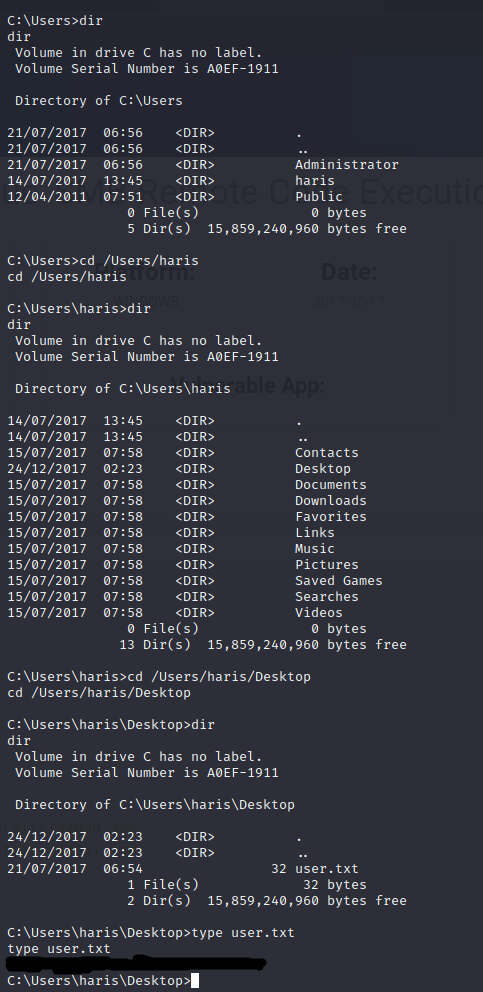 C:\Users>dir
dir
 Volume in drive C has no label.
 Volume Serial Number is A0EF-1911

 Directory of C:\Users

21/07/2017  06:56    <DIR>          .
21/07/2017  06:56    <DIR>          ..
21/07/2017  06:56    <DIR>          Administrator
14/07/2017  13:45    <DIR>          haris
12/04/2011  07:51    <DIR>          Public
               0 File(s)              0 bytes
               5 Dir(s)  15,859,240,960 bytes free

C:\Users>cd /Users/haris
cd /Users/haris
Platform:
Date:
WINDOWS
2017-05-17

C:\Users\haris>dir
dir
 Volume in drive C has no label.
 Volume Serial Number is A0EF-1911

 Directory of C:\Users\haris
Vulnerable App:

14/07/2017  13:45    <DIR>          .
14/07/2017  13:45    <DIR>          ..
15/07/2017  07:58    <DIR>          Contacts
24/12/2017  02:23    <DIR>          Desktop
15/07/2017  07:58    <DIR>          Documents
15/07/2017  07:58    <DIR>          Downloads
15/07/2017  07:58    <DIR>          Favorites
15/07/2017  07:58    <DIR>          Links
15/07/2017  07:58    <DIR>          Music
15/07/2017  07:58    <DIR>          Pictures
15/07/2017  07:58    <DIR>          Saved Games
15/07/2017  07:58    <DIR>          Searches
15/07/2017  07:58    <DIR>          Videos
               0 File(s)              0 bytes
              13 Dir(s)  15,859,240,960 bytes free

C:\Users\haris>cd /Users/haris/Desktop
cd /Users/haris/Desktop

C:\Users\haris\Desktop>dir
dir
 Volume in drive C has no label.
 Volume Serial Number is A0EF-1911

 Directory of C:\Users\haris\Desktop

24/12/2017  02:23    <DIR>          .
24/12/2017  02:23    <DIR>          ..
21/07/2017  06:54                32 user.txt
               1 File(s)             32 bytes
               2 Dir(s)  15,859,240,960 bytes free

C:\Users\haris\Desktop>type user.txt
type user.txt

C:\Users\haris\Desktop>